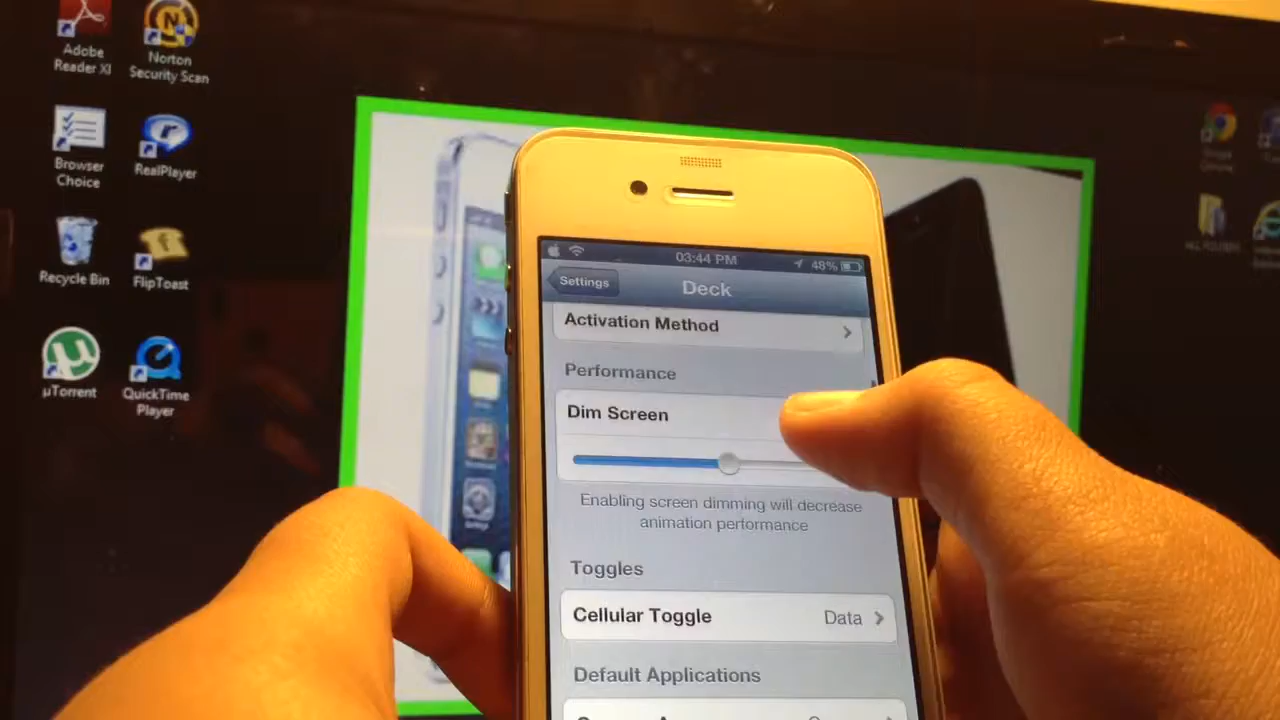 Adobe
Reader XI
Norton
Security Scan
Browser
Choice
RealPlayer
Recycle Bin
FlipToast
µTorrent
QuickTime
Player
03:44 PM
48%
Settings
Deck
Activation Method
Performance
Dim Screen
Enabling screen dimming will decrease
animation performance
Toggles
Cellular Toggle
Data
Default Applications